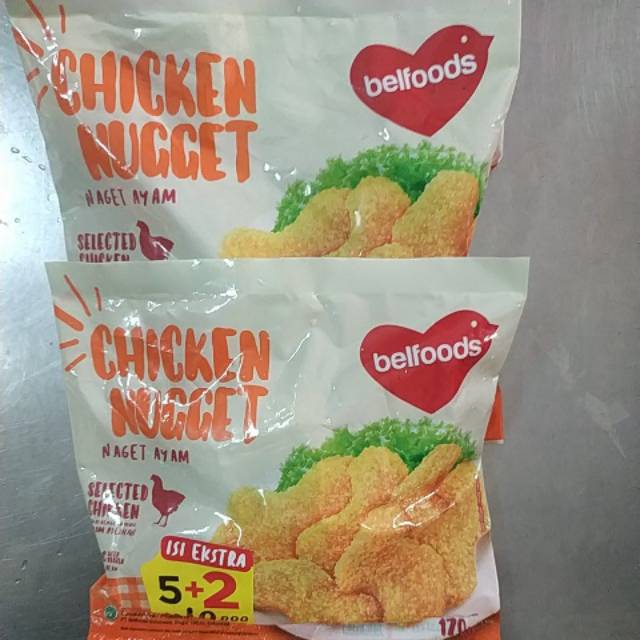 CHICKEN
NUGGET
NAGET AYAM
SELECTED
CHICKEN
belfoods
CHICKEN
NUGGET
NAGET AYAM
SELECTED
CHICKEN
belfoods
ISI EKSTRA
5+2
170